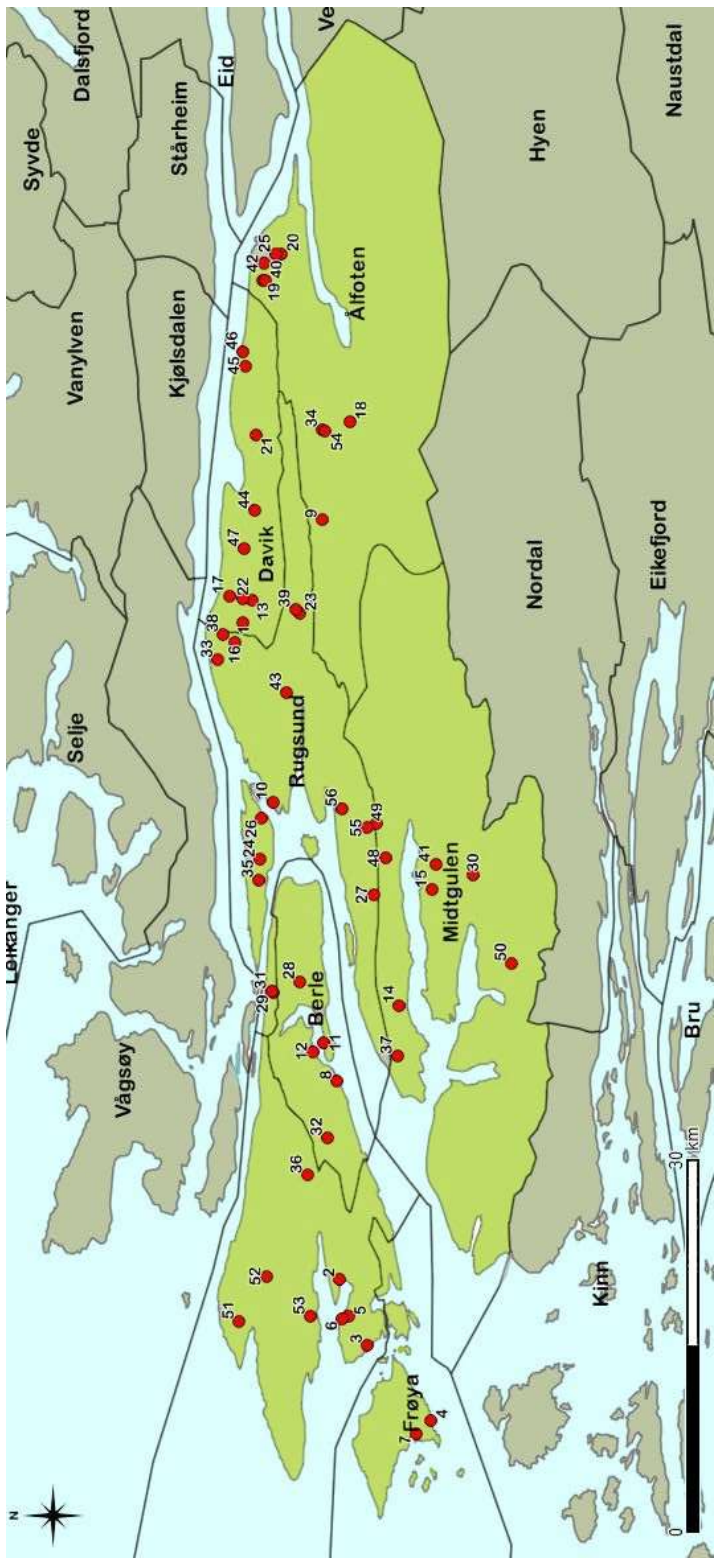 N
Leikanger
Syvde
Dalsfjord
Vanylven
Selje
Vågsøy
Kjølsdalen
Stårheim
Eid
Ve
33
38
16
17
1
22
13
47
Davik
44
21
45
46
42
19
25
40
20
51
52
35
24
26
10
29
31
28
Berle
43
Rugsund
39
23
9
34
54
18
Ålfoten
36
32
12
11
8
53
2
6
5
3
56
55
49
48
27
14
37
15
41
30
Midtgulen
50
7
4
Frøya
Nordal
Hyen
Kinn
Eikefjord
Naustdal
Bru
0
30
km